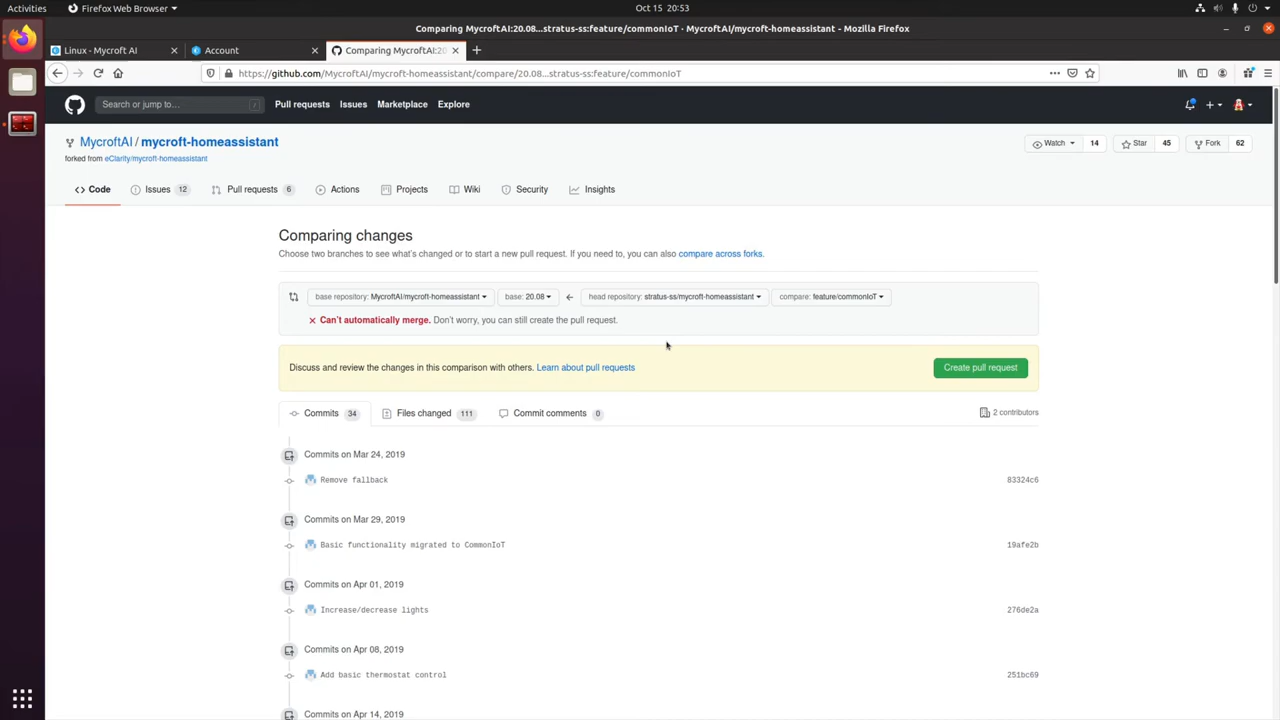 Activities
Firefox Web Browser
Oct 15 20:53
Comparing MycroftAI:20.08...stratus-ss:feature/commonIoT · MycroftAI/mycroft-homeassistant - Mozilla Firefox
Linux - Mycroft AI
Account
Comparing MycroftAI:20
https://github.com/MycroftAI/mycroft-homeassistant/compare/20.08...stratus-ss:feature/commonIoT
Search or jump to…
/
Pull requests
Issues
Marketplace
Explore
MycroftAI / mycroft-homeassistant
forked from eClarity/mycroft-homeassistant
Watch 14
Star 45
Fork 62
Code
Issues 12
Pull requests 6
Actions
Projects
Wiki
Security
Insights
Comparing changes
Choose two branches to see what's changed or to start a new pull request. If you need to, you can also compare across forks.
base repository: MycroftAI/mycroft-homeassistant
base: 20.08
head repository: stratus-ss/mycroft-homeassistant
compare: feature/commonIoT
Can't automatically merge. Don't worry, you can still create the pull request.
Discuss and review the changes in this comparison with others. Learn about pull requests
Create pull request
Commits 34
Files changed 111
Commit comments 0
2 contributors
Commits on Mar 24, 2019
Remove fallback
83324c6
Commits on Mar 29, 2019
Basic functionality migrated to CommonIoT
19afe2b
Commits on Apr 01, 2019
Increase/decrease lights
276de2a
Commits on Apr 08, 2019
Add basic thermostat control
251bc69
Commits on Apr 14, 2019